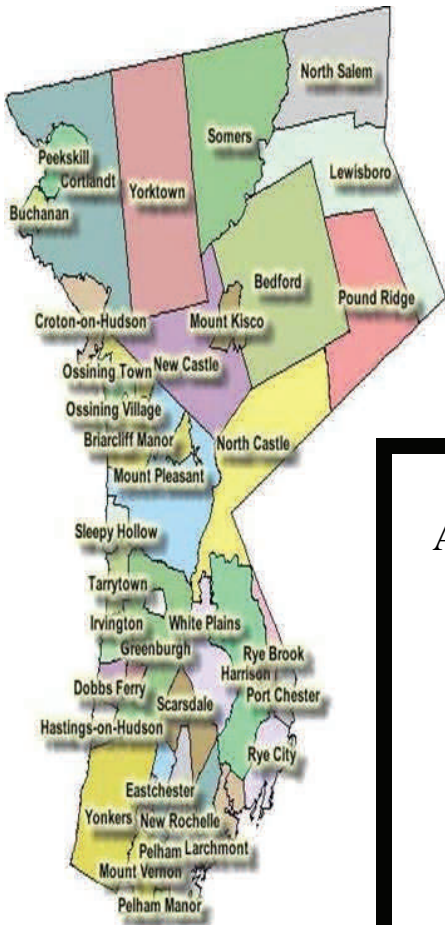 North Salem
Somers
Peekskill
Cortlandt
Yorktown
Lewisboro
Buchanan
Bedford
Pound Ridge
Croton-on-Hudson
Mount Kisco
Ossining Town
New Castle
Ossining Village
Briarcliff Manor
North Castle
Mount Pleasant
Sleepy Hollow
Tarrytown
Irvington
White Plains
Greenburgh
Rye Brook
Harrison
Dobbs Ferry
Scarsdale
Port Chester
Hastings-on-Hudson
Rye City
Eastchester
Yonkers
New Rochelle
Pelham
Larchmont
Mount Vernon
Pelham Manor
A